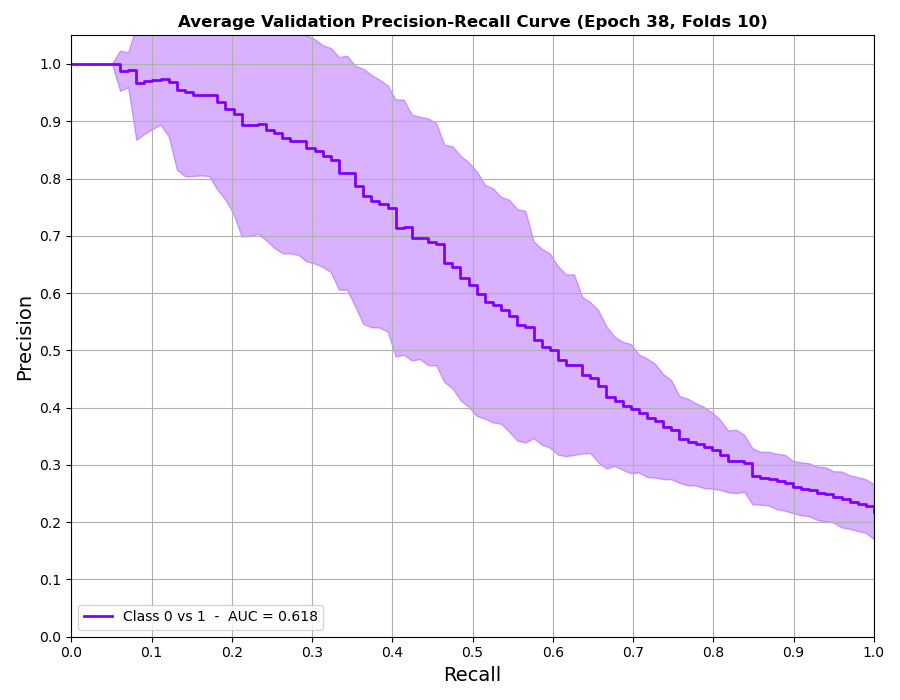 Average Validation Precision-Recall Curve (Epoch 38, Folds 10)
Precision
1.0
0.9
0.8
0.7
0.6
0.5
0.4
0.3
0.2
0.1
0.0
Class 0 vs 1 - AUC = 0.618
0.0 0.1 0.2 0.3 0.4 0.5 0.6 0.7 0.8 0.9 1.0
Recall